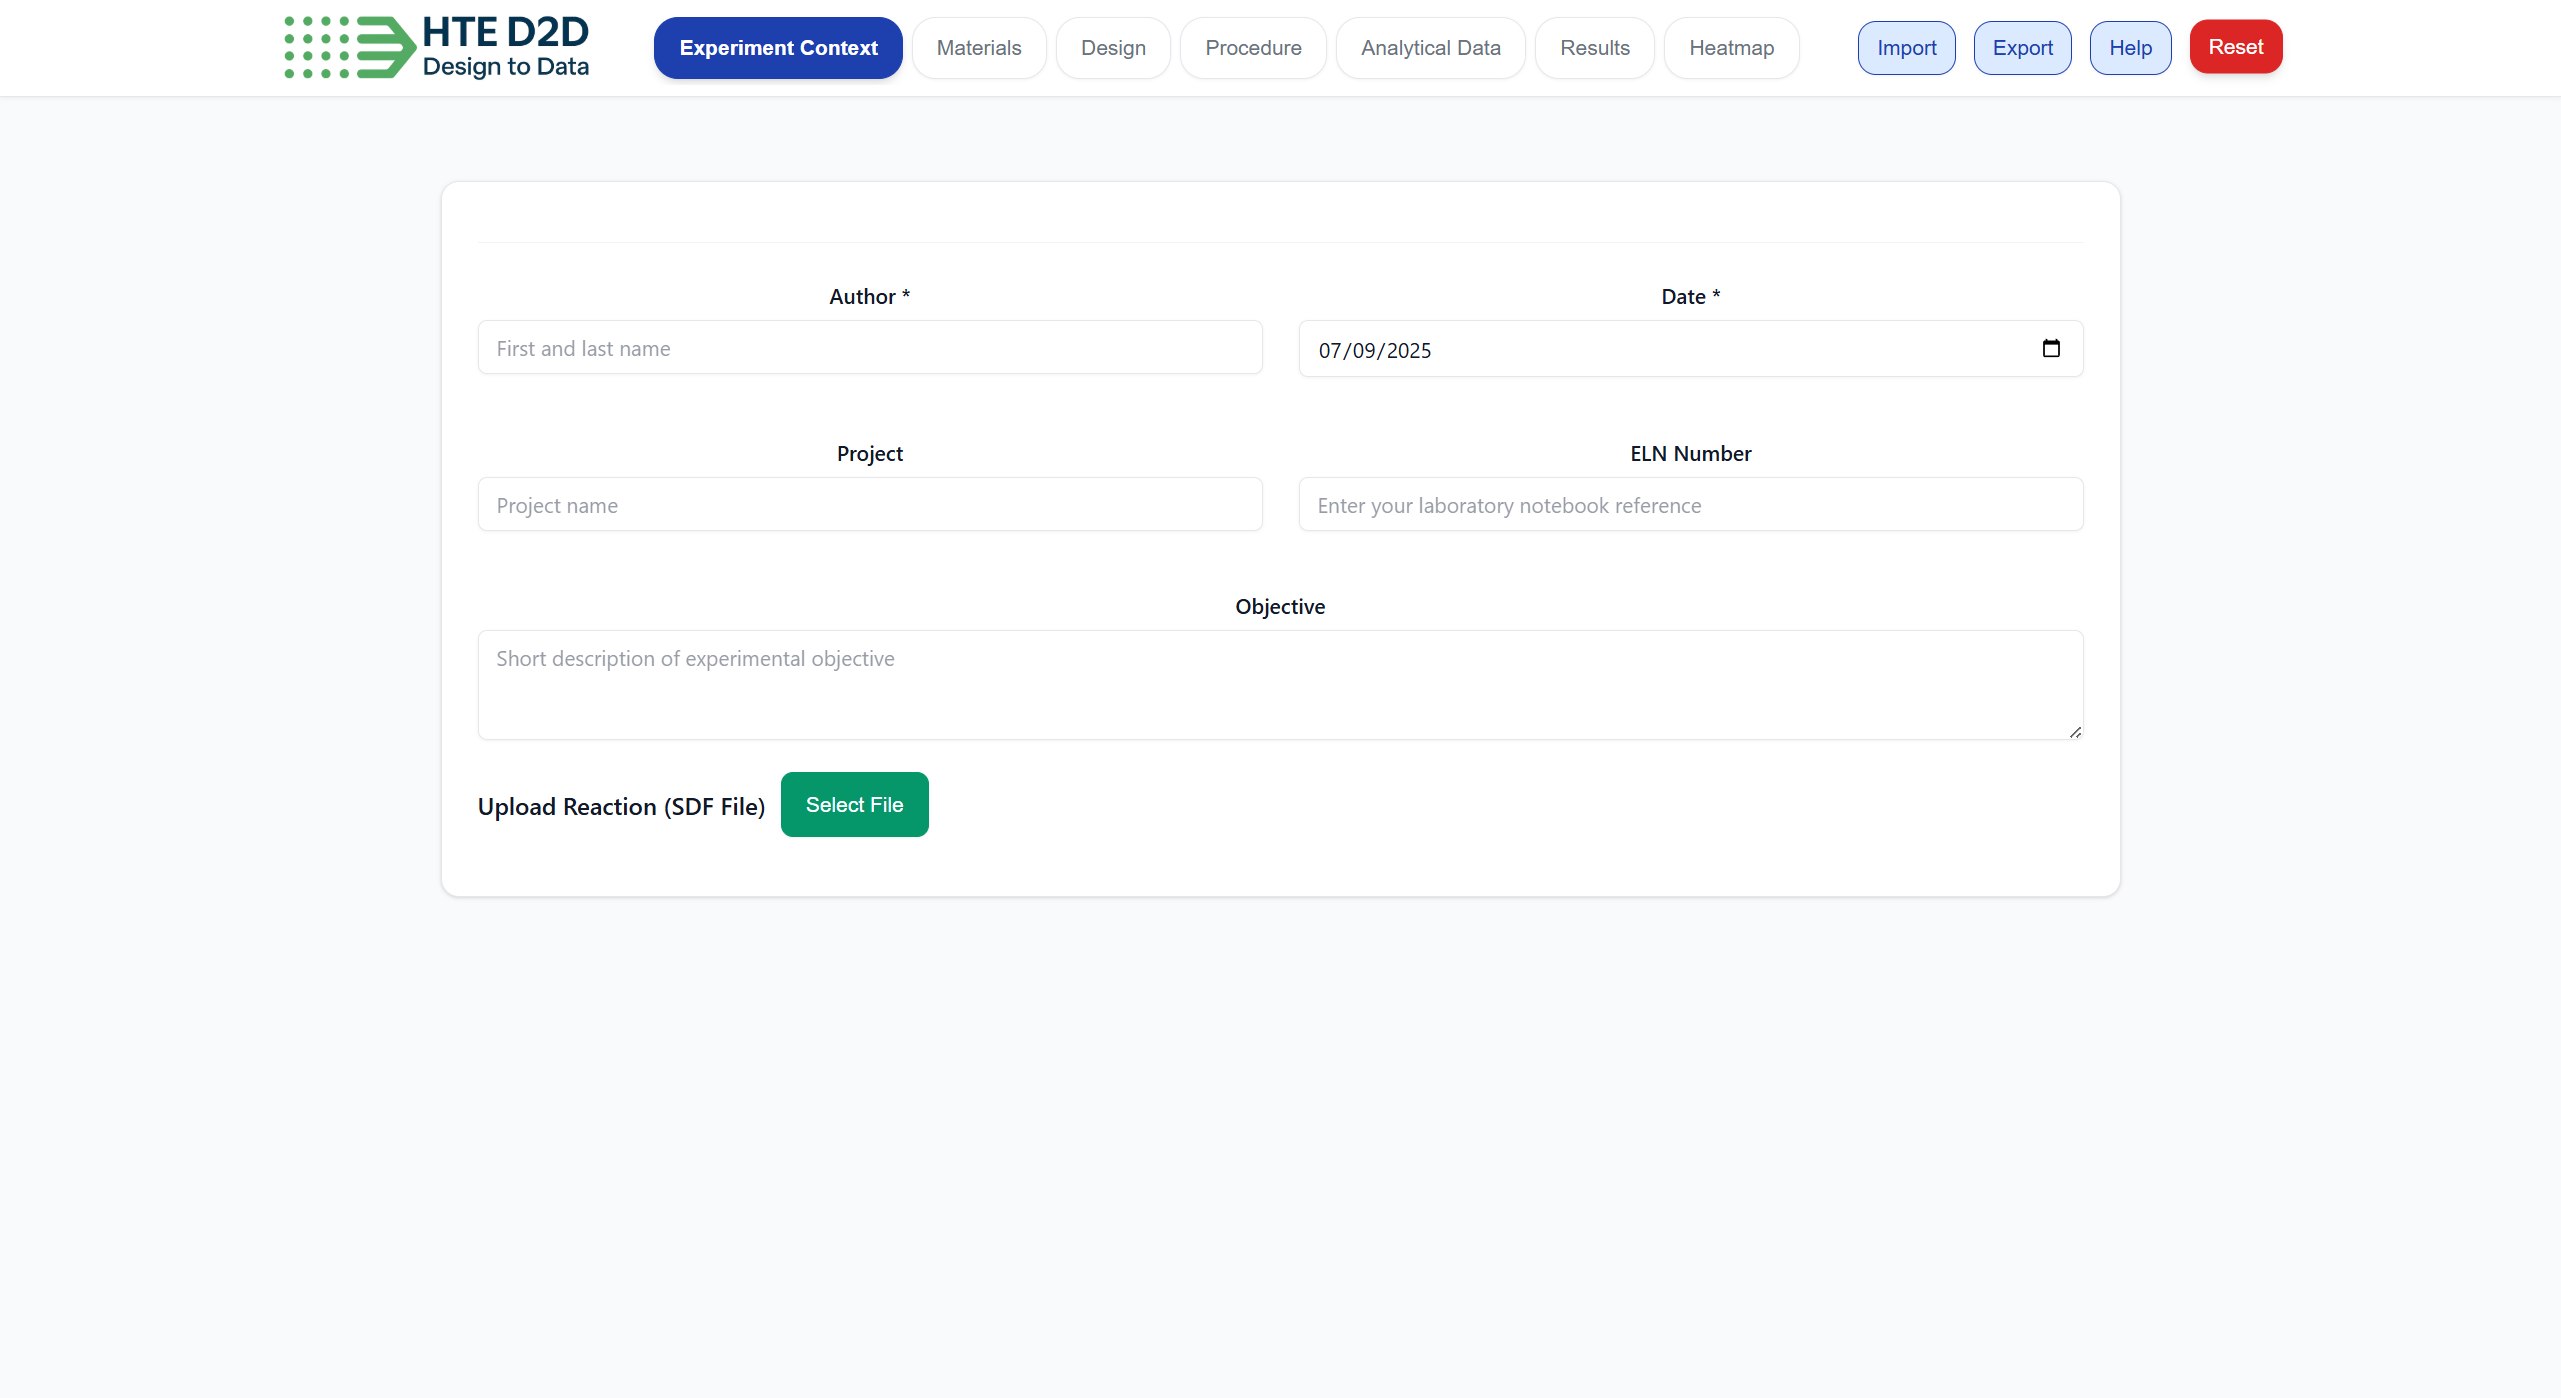 HTE D2D
Design to Data
Experiment Context
Materials
Design
Procedure
Analytical Data
Results
Heatmap
Import
Export
Help
Reset
Author *
Date *
First and last name
07/09/2025
Project
ELN Number
Project name
Enter your laboratory notebook reference
Objective
Short description of experimental objective
Upload Reaction (SDF File)
Select File